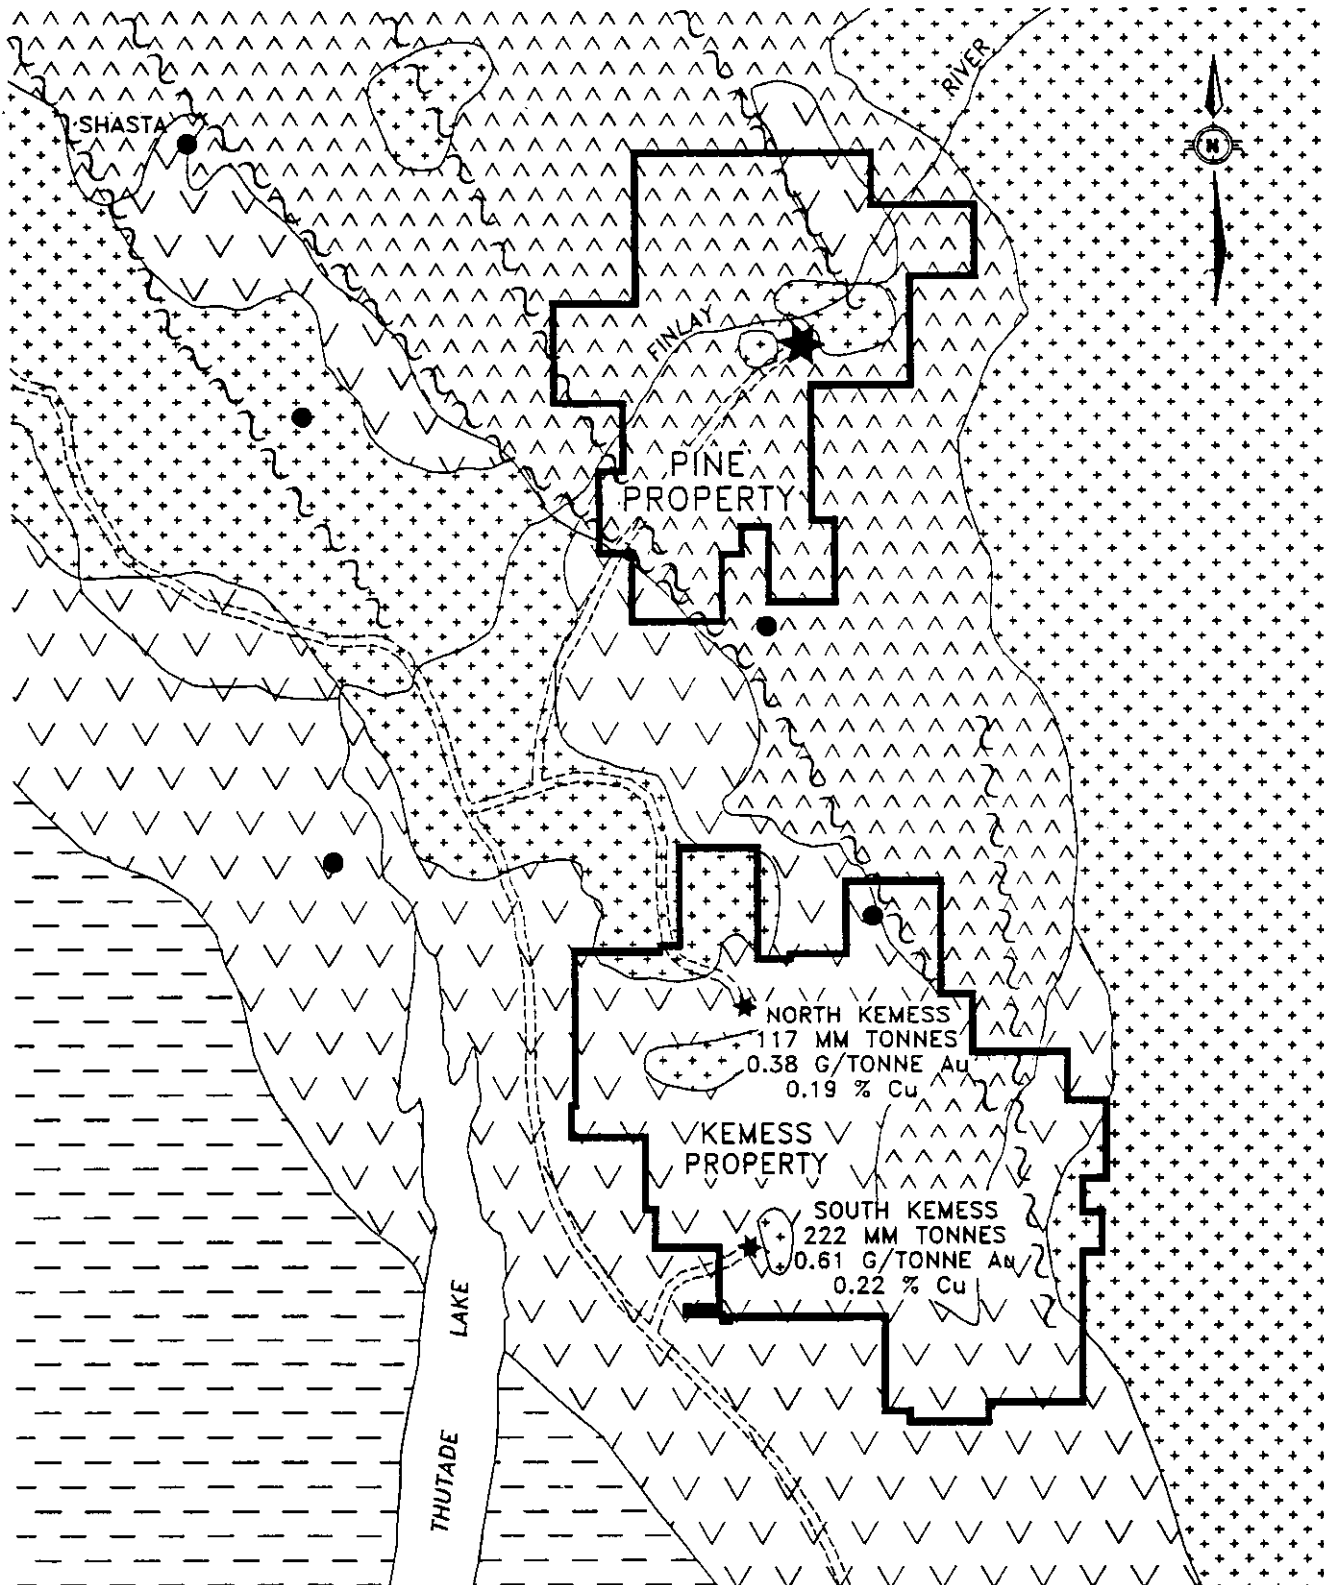 RIVER
SHASTA
N
FINLAY
PINE
PROPERTY
NORTH KEMESS
117 MM TONNES
0.38 G/TONNE Au
0.19 % Cu
KEMESS
PROPERTY
SOUTH KEMESS
222 MM TONNES
0.61 G/TONNE Au
0.22 % Cu
THUTADE LAKE